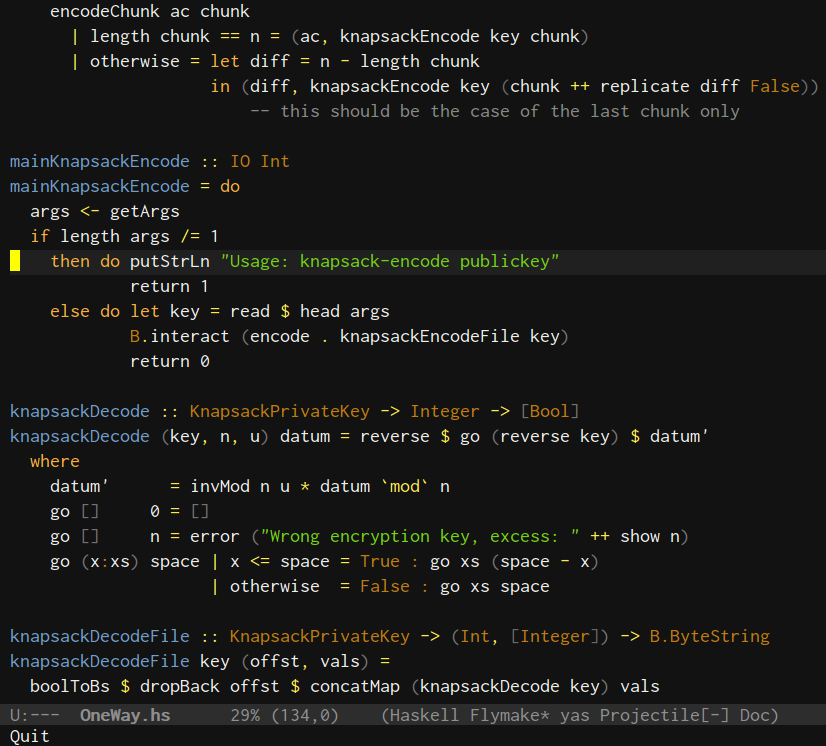 encodeChunk ac chunk
      | length chunk == n = (ac, knapsackEncode key chunk)
      | otherwise = let diff = n - length chunk
                    in (diff, knapsackEncode key (chunk ++ replicate diff False))
                        -- this should be the case of the last chunk only

mainKnapsackEncode :: IO Int
mainKnapsackEncode = do
  args <- getArgs
  if length args /= 1
    then do putStrLn "Usage: knapsack-encode publickey"
            return 1
    else do let key = read $ head args
            B.interact (encode . knapsackEncodeFile key)
            return 0

knapsackDecode :: KnapsackPrivateKey -> Integer -> [Bool]
knapsackDecode (key, n, u) datum = reverse $ go (reverse key) $ datum'
  where
    datum'      = invMod n u * datum `mod` n
    go []     0 = []
    go []     n = error ("Wrong encryption key, excess: " ++ show n)
    go (x:xs) space | x <= space = True : go xs (space - x)
                    | otherwise  = False : go xs space

knapsackDecodeFile :: KnapsackPrivateKey -> (Int, [Integer]) -> B.ByteString
knapsackDecodeFile key (offst, vals) =
  boolToBs $ dropBack offst $ concatMap (knapsackDecode key) vals
U:---  OneWay.hs      29% (134,0)    (Haskell Flymake* yas Projectile[-] Doc)
Quit